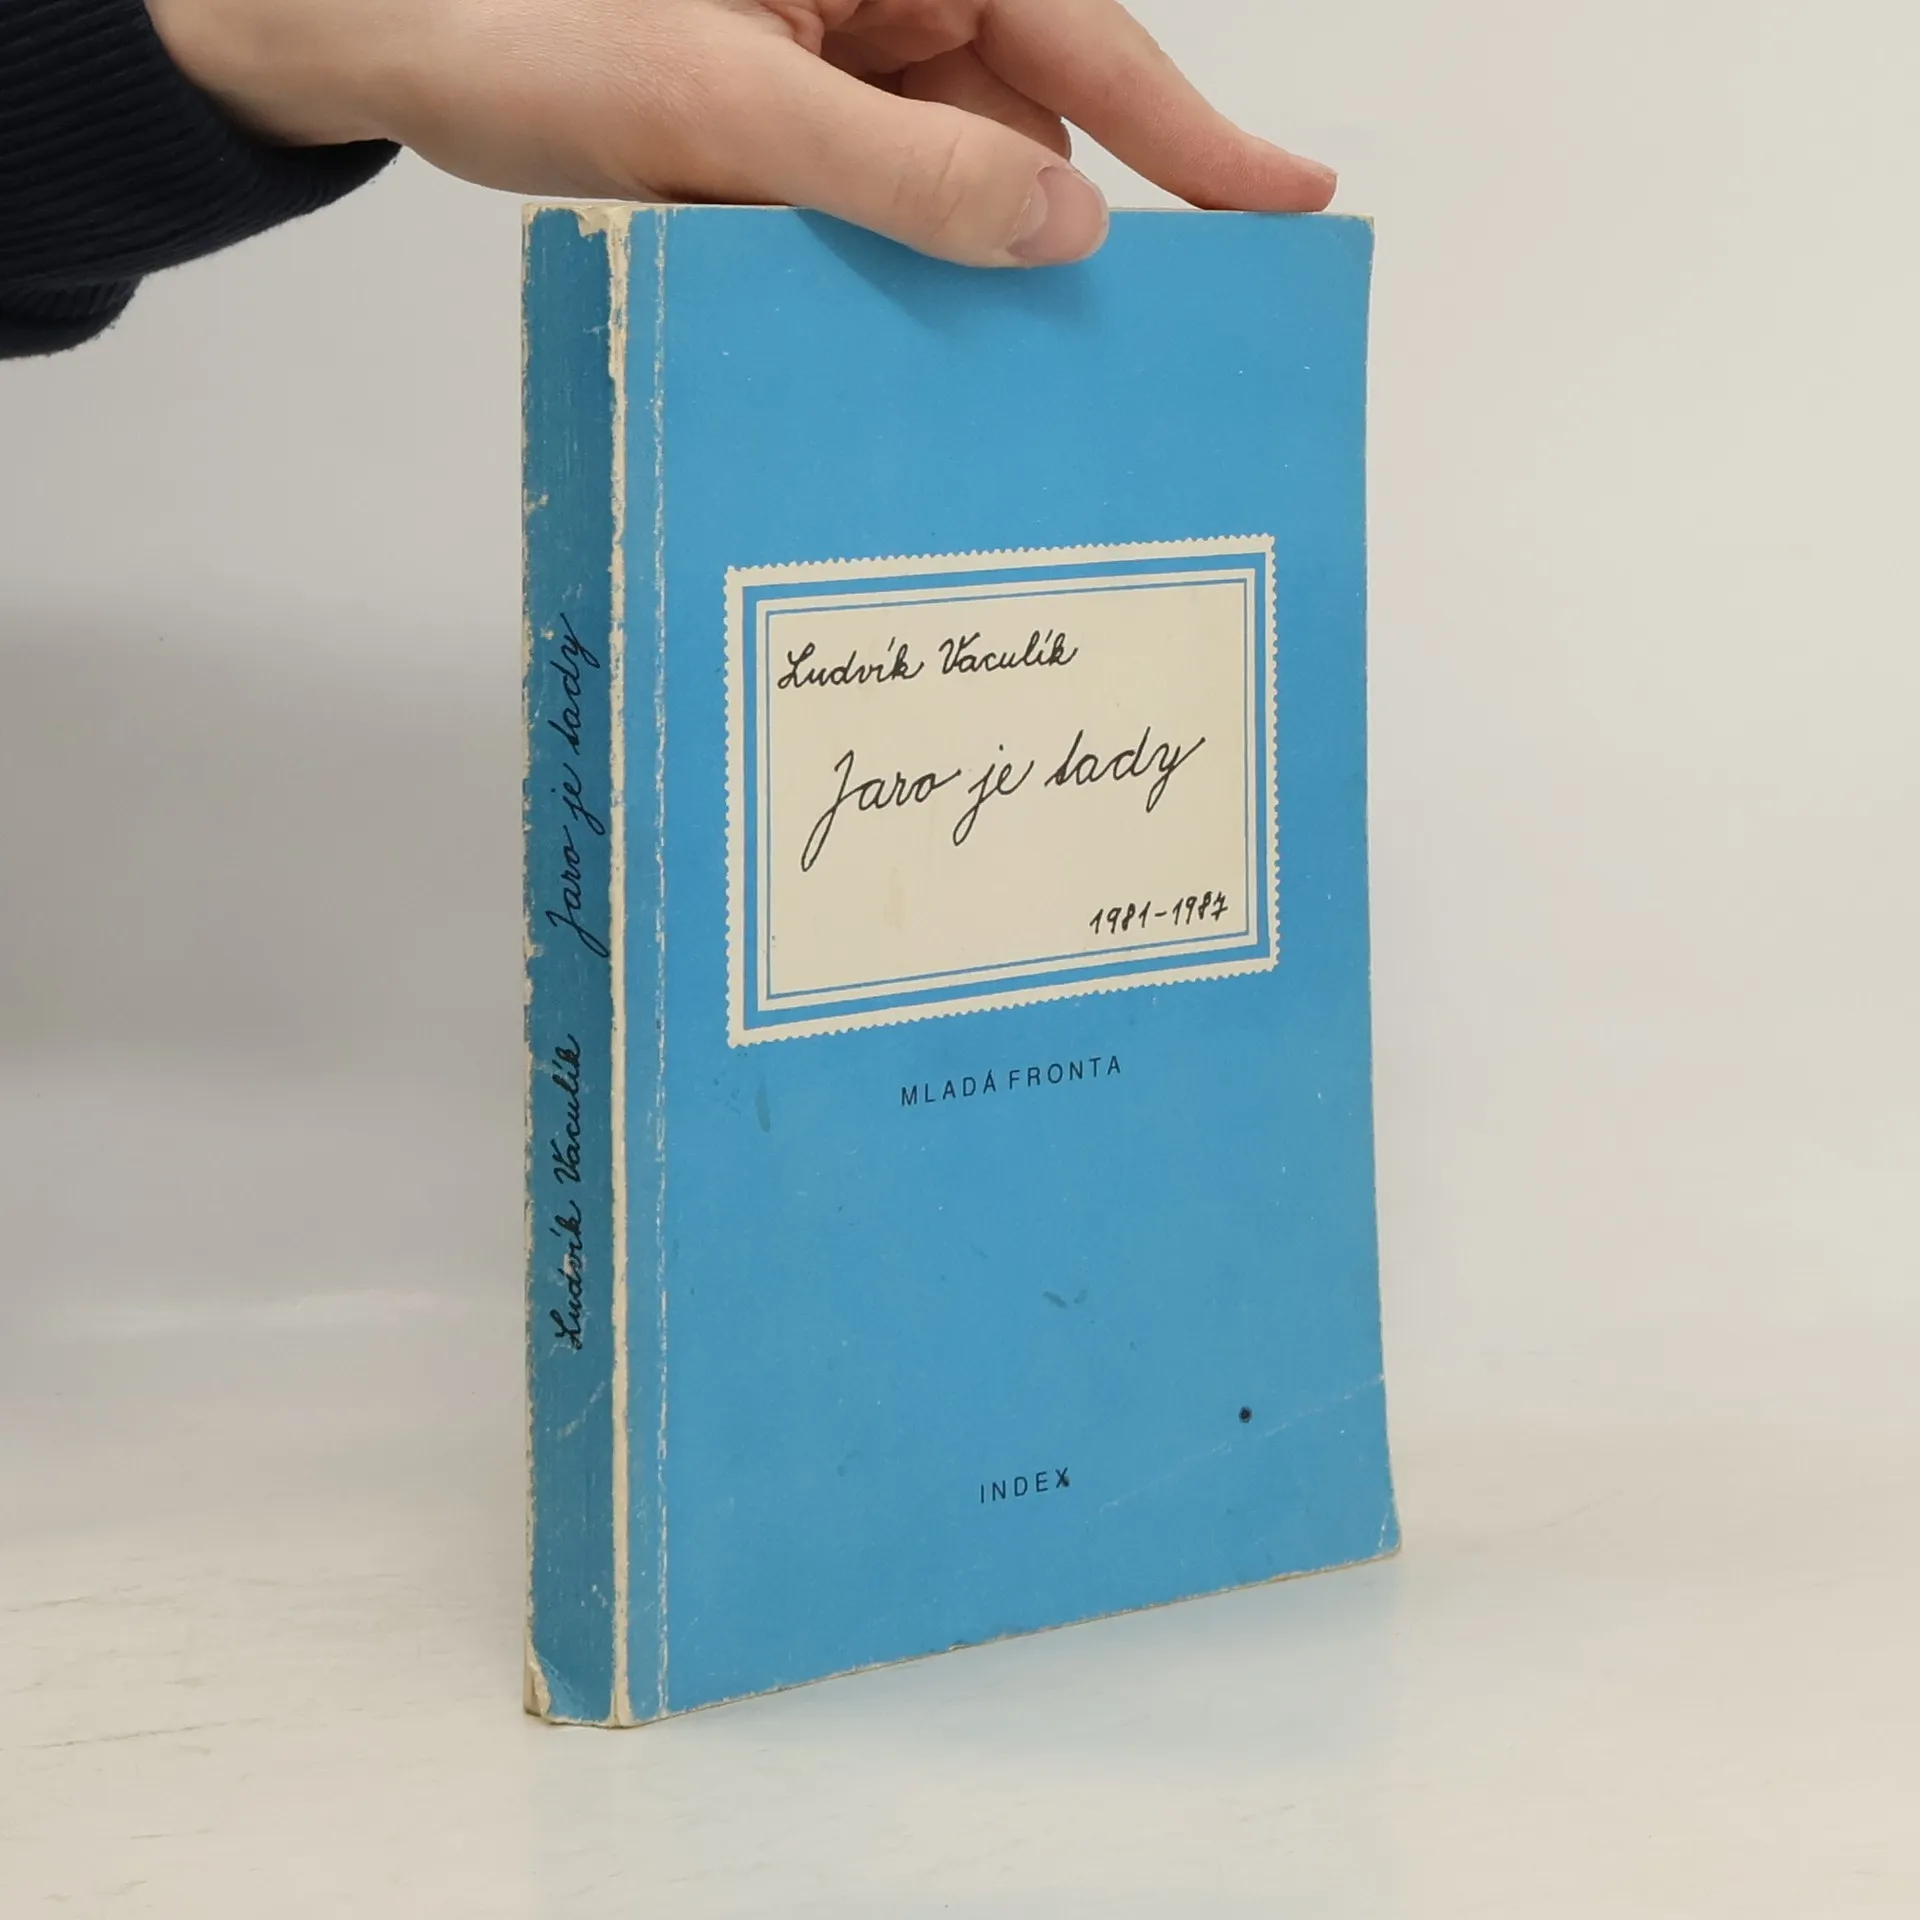 Ludvík Vaculík
Jaro je tady
1981-1987
MLADÁ FRONTA
INDEX
Ludvík Vaculík Jaro je tady